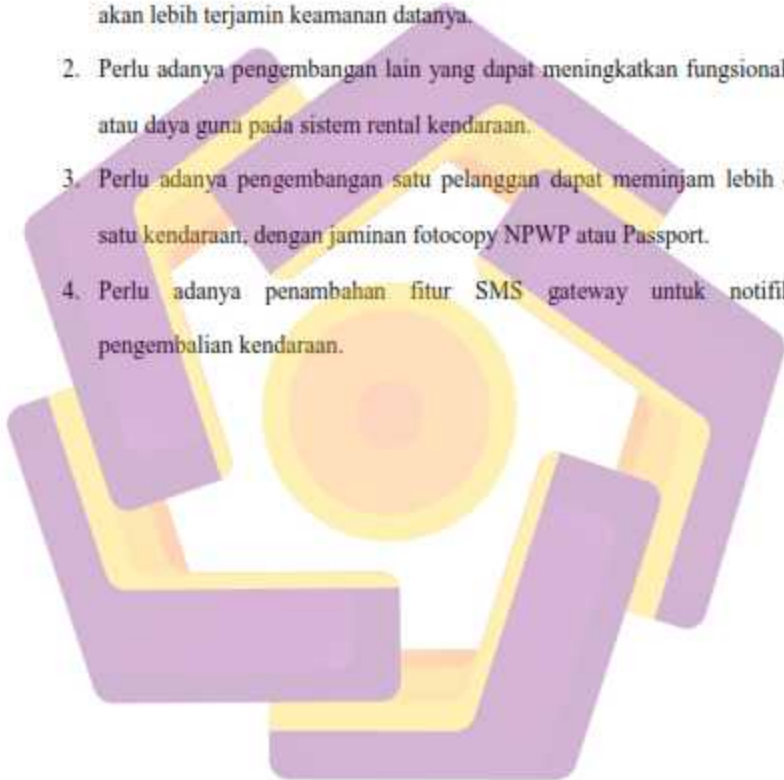 akan lebih terjamin keamanan datanya.
2. Perlu adanya pengembangan lain yang dapat meningkatkan fungsional
atau daya guna pada sistem rental kendaraan.
3. Perlu adanya pengembangan satu pelanggan dapat meminjam lebih
satu kendaraan, dengan jaminan fotocopy NPWP atau Passport.
4. Perlu adanya penambahan fitur SMS gateway untuk
pengembalian kendaraan.